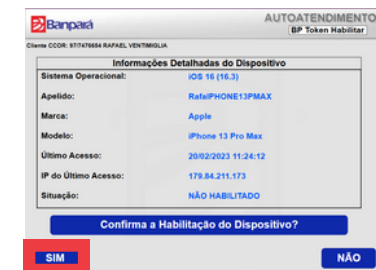 Banpará
AUTOATENDIMENTO
BP Token Habilitar
Cliente CCOR: 97/7476654 RAFAEL VENTIMIGLIA
Informações Detalhadas do Dispositivo
Sistema Operacional: iOS 16 (16.3)
Apelido: RafaIPHONE13PMAX
Marca: Apple
Modelo: iPhone 13 Pro Max
Último Acesso: 20/02/2023 11:24:12
IP do Último Acesso: 179.84.211.173
Situação: NÃO HABILITADO
Confirma a Habilitação do Dispositivo?
SIM
NÃO